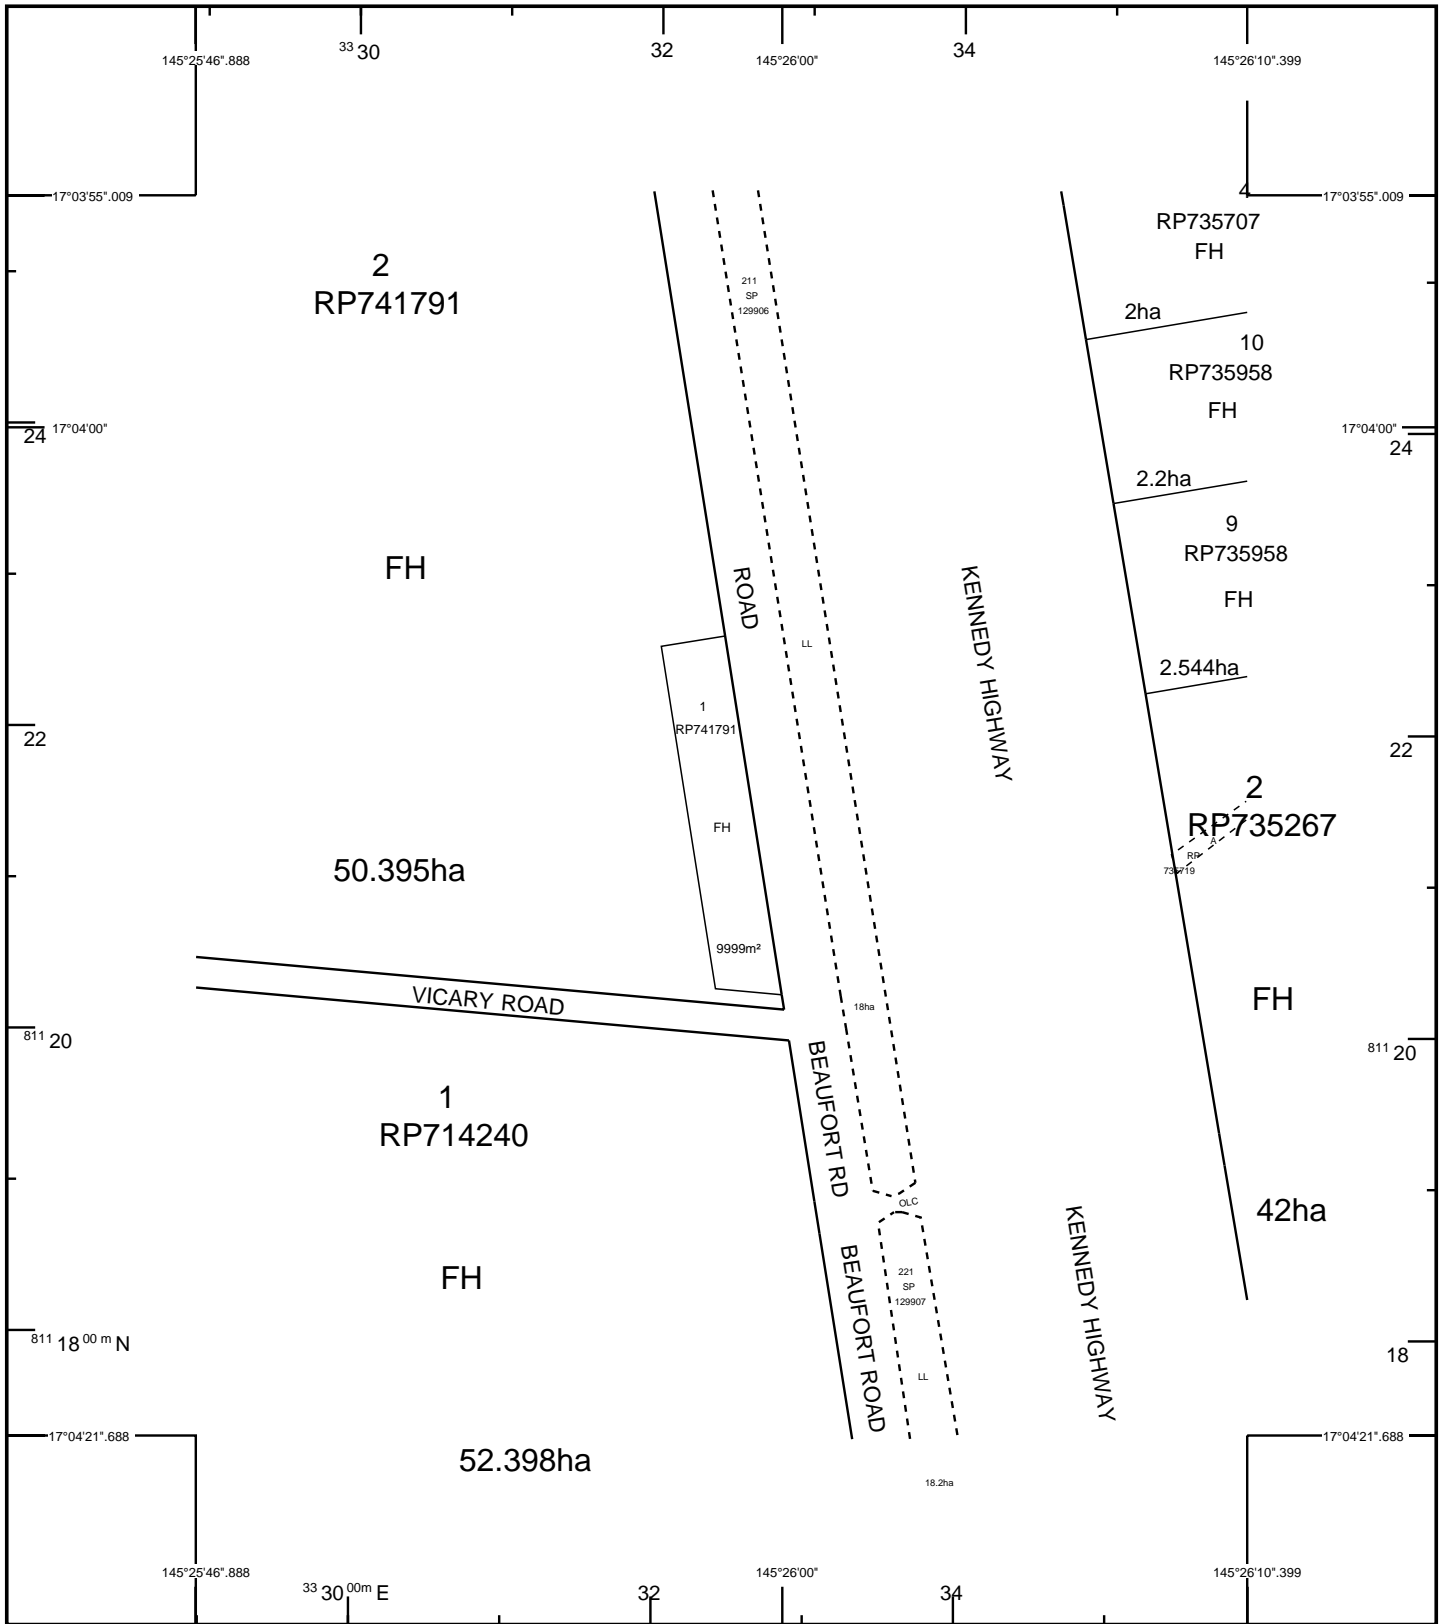 33 30
32
34
145°25'46".888
145°26'00"
145°26'10".399
17°03'55".009
17°03'55".009
4
RP735707
FH
2
RP741791
211
SP
129906
2ha
10
RP735958
FH
24
17°04'00"
17°04'00"
24
2.2ha
9
RP735958
FH
FH
ROAD
KENNEDY HIGHWAY
LL
2.544ha
1
RP741791
22
22
2
RP735267
FH
A
RP
50.395ha
9999m²
VICARY ROAD
18ha
FH
811 20
811 20
BEAUFORT RD
1
RP714240
OLC
42ha
KENNEDY HIGHWAY
BEAUFORT ROAD
FH
221
SP
129907
811 18 00 m N
18
LL
17°04'21".688
17°04'21".688
52.398ha
18.2ha
145°25'46".888
145°26'00"
145°26'10".399
33 30 00m E
32
34